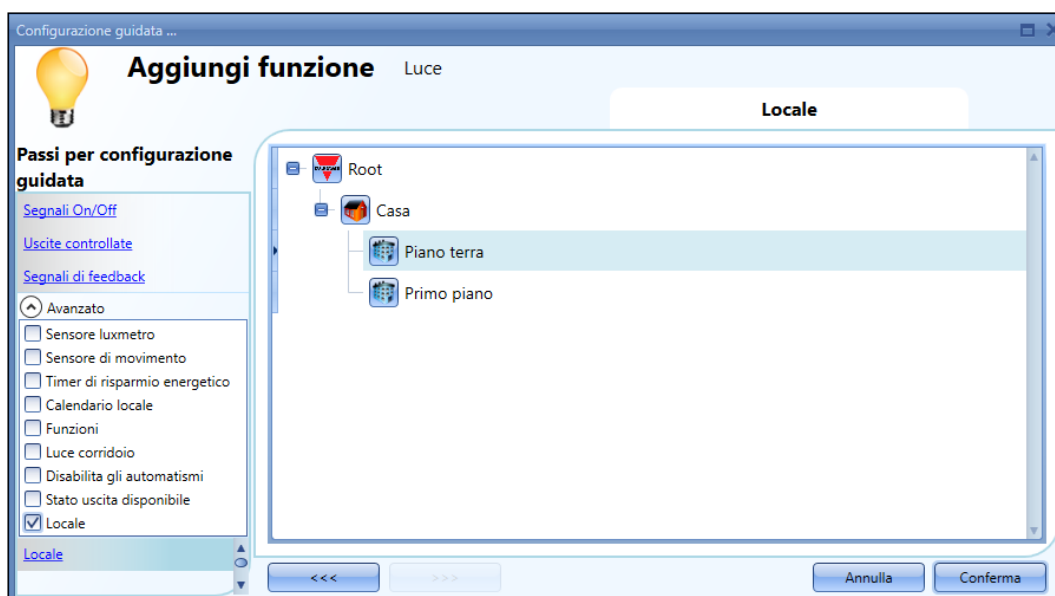 Configurazione guidata ...
Aggiungi funzione Luce
Locale
Passi per configurazione
guidata
Segnali On/Off
Uscite controllate
Segnali di feedback
Avanzato
Sensore luxmetro
Sensore di movimento
Timer di risparmio energetico
Calendario locale
Funzioni
Luce corridoio
Disabilita gli automatismi
Stato uscita disponibile
Locale
Locale
Root
Casa
Piano terra
Primo piano
<<<
>>>
Annulla
Conferma